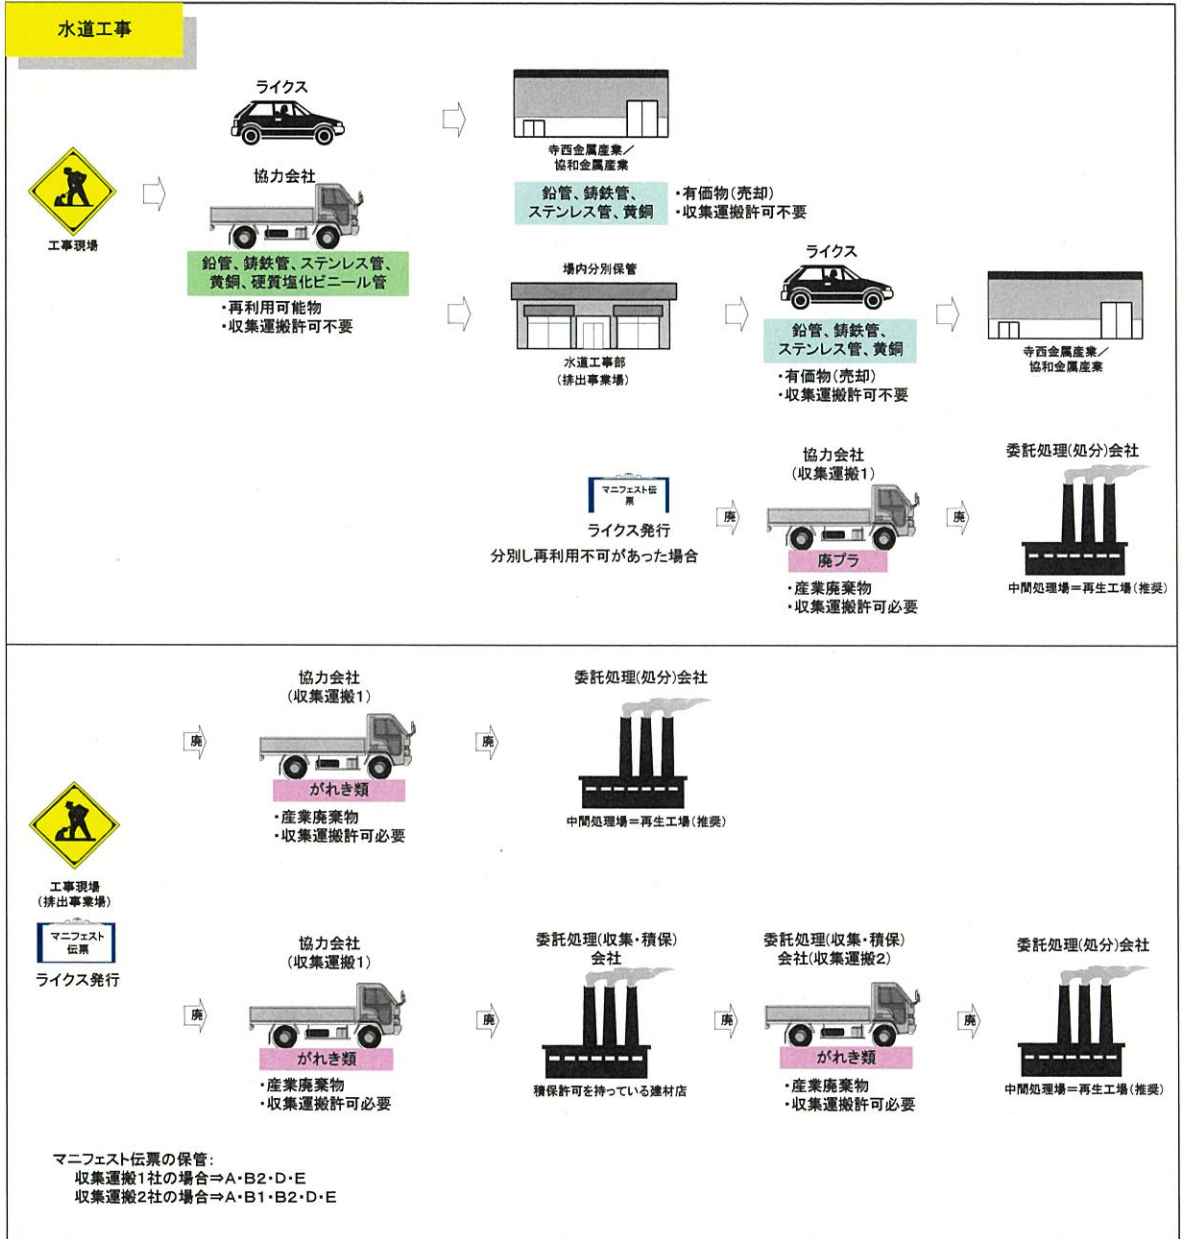 水道工事
ライクス
寺西金属産業／
協和金属産業
鉛管、鋳鉄管、
ステンレス管、黄銅
・有価物(売却)
・収集運搬許可不要
工事現場
協力会社
鉛管、鋳鉄管、ステンレス管、
黄銅、硬質塩化ビニール管
・再利用可能物
・収集運搬許可不要
場内分別保管
水道工事部
(排出事業場)
ライクス
鉛管、鋳鉄管、
ステンレス管、黄銅
・有価物(売却)
・収集運搬許可不要
寺西金属産業／
協和金属産業
マニフェスト伝
票
ライクス発行
分別し再利用不可があった場合
廃
協力会社
(収集運搬1)
廃プラ
・産業廃棄物
・収集運搬許可必要
廃
委託処理(処分)会社
中間処理場＝再生工場(推奨)
工事現場
(排出事業場)
マニフェスト
伝票
ライクス発行
廃
協力会社
(収集運搬1)
がれき類
・産業廃棄物
・収集運搬許可必要
廃
委託処理(処分)会社
中間処理場＝再生工場(推奨)
廃
協力会社
(収集運搬1)
がれき類
・産業廃棄物
・収集運搬許可必要
廃
委託処理(収集・積保)
会社
積保許可を持っている建材店
廃
委託処理(収集・積保)
会社(収集運搬2)
がれき類
・産業廃棄物
・収集運搬許可必要
廃
委託処理(処分)会社
中間処理場＝再生工場(推奨)
マニフェスト伝票の保管：
収集運搬1社の場合⇒A・B2・D・E
収集運搬2社の場合⇒A・B1・B2・D・E